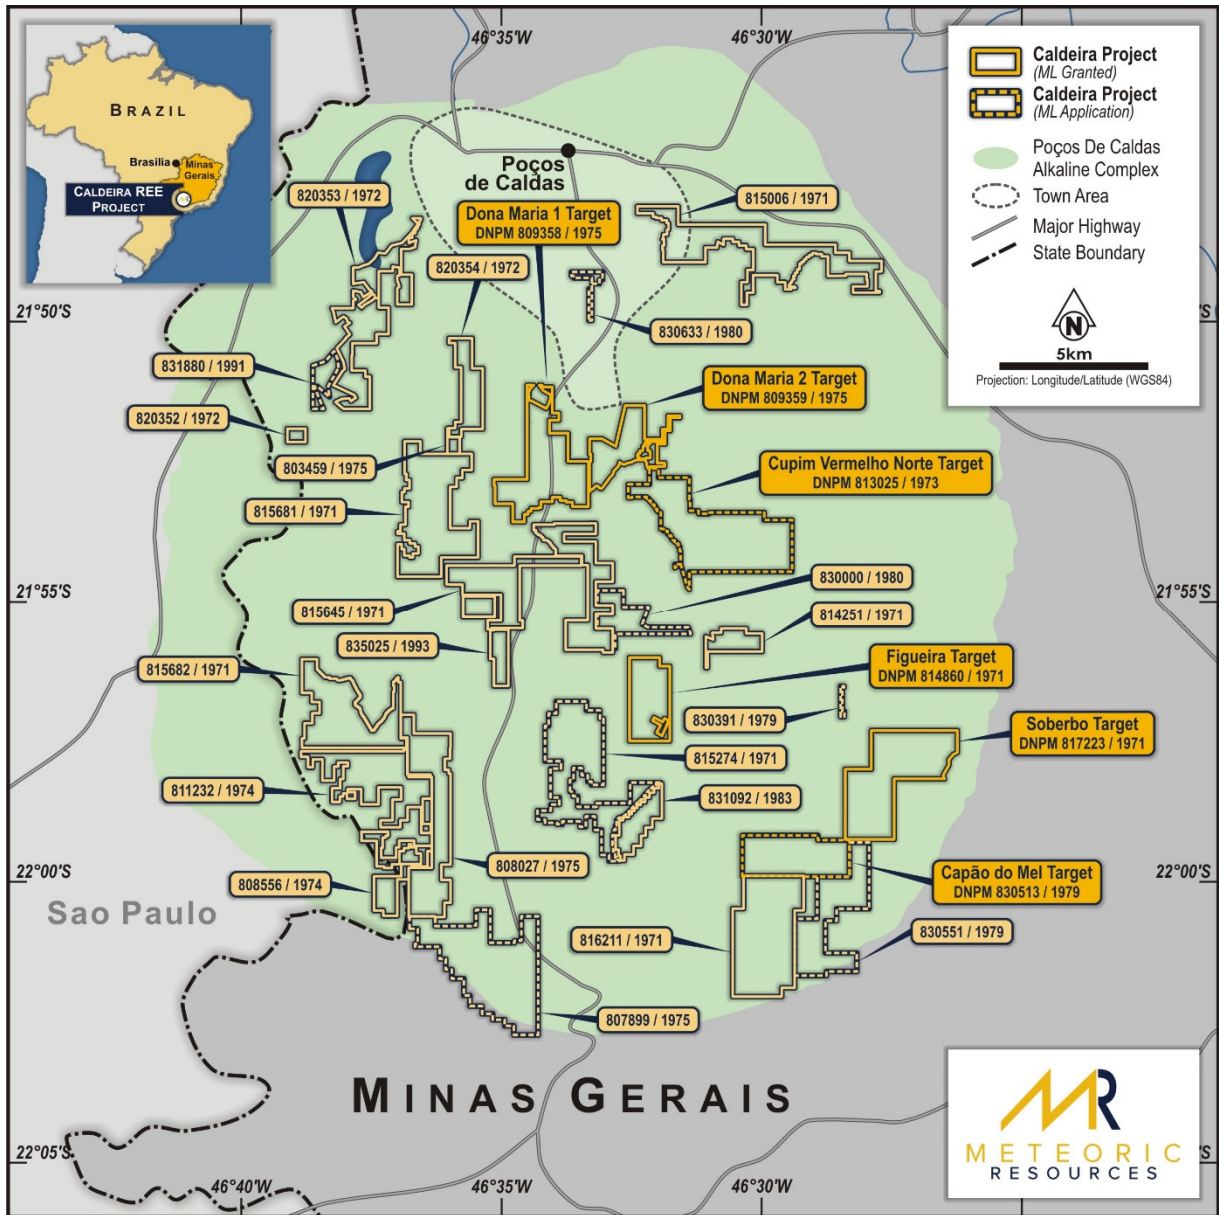 46°35'W
46°30'W
BRAZIL
Brasilia
Minas
Gerais
CALDEIRA REE
PROJECT
Caldeira Project
(ML Granted)
Caldeira Project
(ML Application)
Poços De Caldas
Alkaline Complex
Town Area
Major Highway
State Boundary
N
5km
Projection: Longitude/Latitude (WGS84)
Poços
de Caldas
820353 / 1972
Dona Maria 1 Target
DNPM 809358 / 1975
815006 / 1971
820354 / 1972
21°50'S
830633 / 1980
831880 / 1991
Dona Maria 2 Target
DNPM 809359 / 1975
820352 / 1972
803459 / 1975
Cupim Vermelho Norte Target
DNPM 813025 / 1973
815681 / 1971
21°55'S
21°55'S
830000 / 1980
815645 / 1971
814251 / 1971
835025 / 1993
815682 / 1971
Figueira Target
DNPM 814860 / 1971
830391 / 1979
Soberbo Target
DNPM 817223 / 1971
815274 / 1971
811232 / 1974
831092 / 1983
808027 / 1975
22°00'S
22°00'S
Capão do Mel Target
DNPM 830513 / 1979
808556 / 1974
Sao Paulo
816211 / 1971
830551 / 1979
807899 / 1975
MINAS GERAIS
MR
METEORIC
RESOURCES
22°05'S
'S
46°40'W
46°35'W
46°30'W